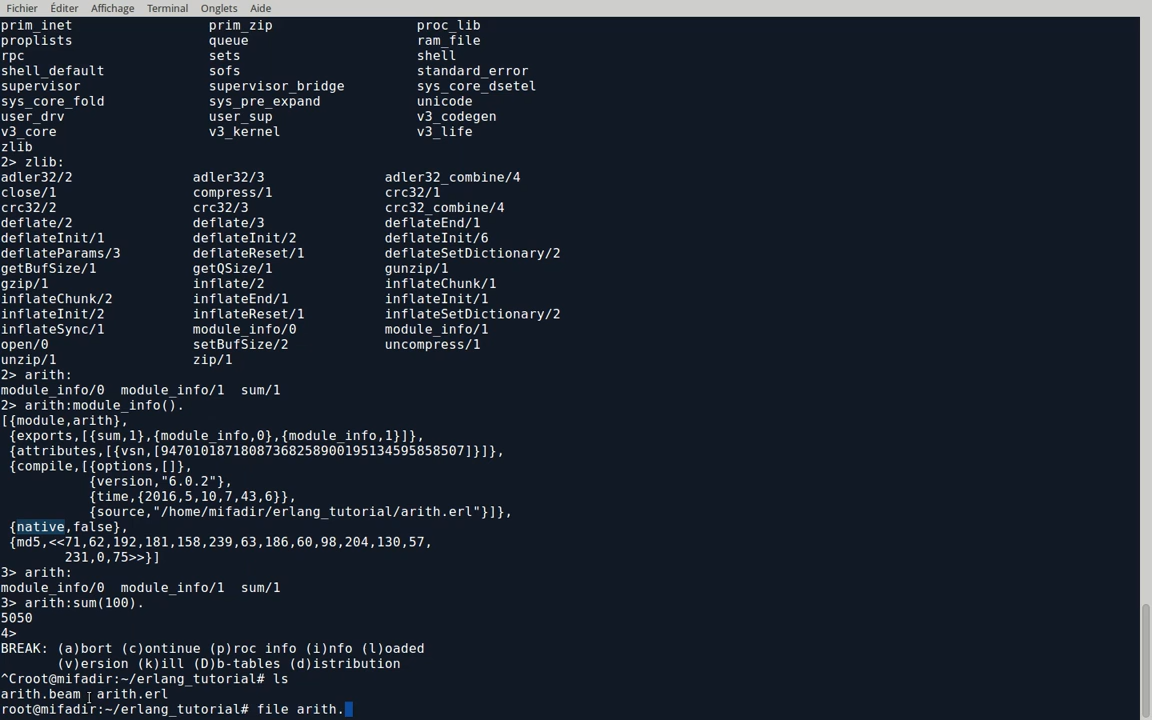 Fichier Éditer Affichage Terminal Onglets Aide
prim_inet prim_zip proc_lib
proplists queue ram_file
rpc sets shell
shell_default sofs standard_error
supervisor supervisor_bridge sys_core_dsetel
sys_core_fold sys_pre_expand unicode
user_drv user_sup v3_codegen
v3_core v3_kernel v3_life
zlib
2> zlib:
adler32/2 adler32/3 adler32_combine/4
close/1 compress/1 crc32/1
crc32/2 crc32/3 crc32_combine/4
deflate/2 deflate/3 deflateEnd/1
deflateInit/1 deflateInit/2 deflateInit/6
deflateParams/3 deflateReset/1 deflateSetDictionary/2
getBufSize/1 getQSize/1 gunzip/1
gzip/1 inflate/2 inflateChunk/1
inflateChunk/2 inflateEnd/1 inflateInit/1
inflateInit/2 inflateReset/1 inflateSetDictionary/2
inflateSync/1 module_info/0 module_info/1
open/0 setBufSize/2 uncompress/1
unzip/1 zip/1
2> arith:
module_info/0 module_info/1 sum/1
2> arith:module_info().
[{module,arith},
{exports,[{sum,1},{module_info,0},{module_info,1}]},
{attributes,[{vsn,[94701018718087368258900195134595858507]}]},
{compile,[{options,[]},
{version,"6.0.2"},
{time,{2016,5,10,7,43,6}},
{source,"/home/mifadir/erlang_tutorial/arith.erl"}]},
{native,false},
{md5,<<71,62,192,181,158,239,63,186,60,98,204,130,57,
231,0,75>>}]
3> arith:
module_info/0 module_info/1 sum/1
3> arith:sum(100).
5050
4>
BREAK: (a)bort (c)ontinue (p)roc info (i)nfo (l)oaded
(v)ersion (k)ill (D)b-tables (d)istribution
^Croot@mifadir:~/erlang_tutorial# ls
arith.beam arith.erl
root@mifadir:~/erlang_tutorial# file arith.